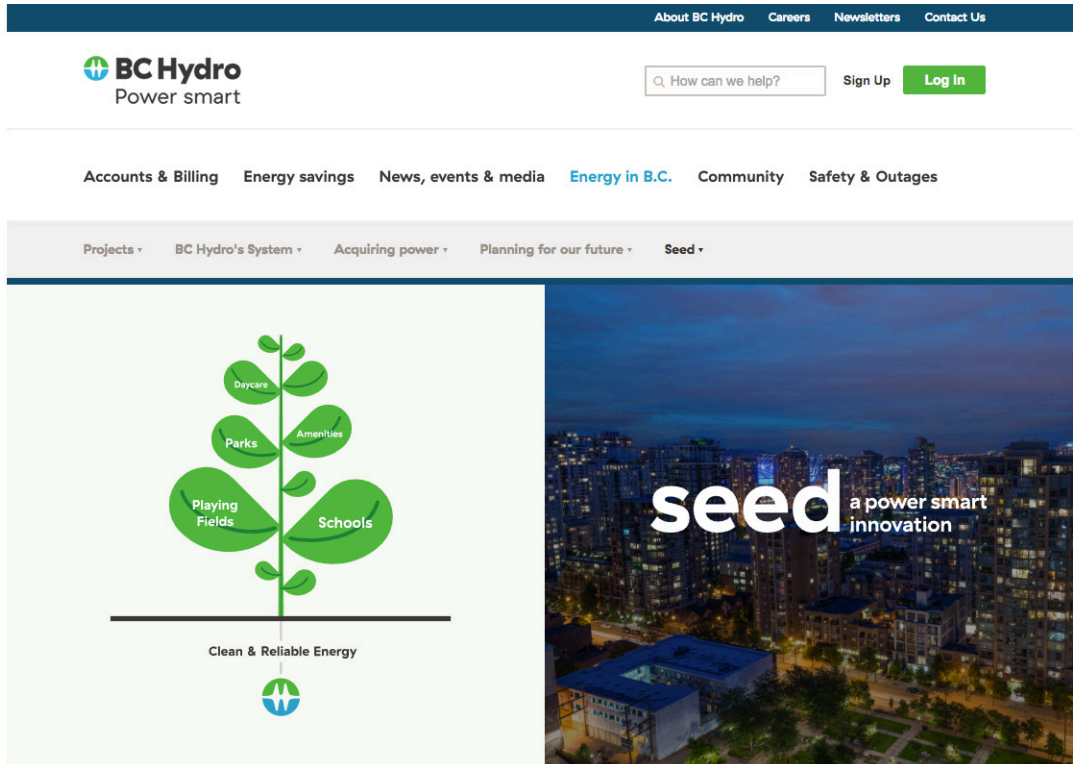 About BC Hydro Careers Newsletters Contact Us
BC Hydro
Power smart
How can we help?
Sign Up
Log in
Accounts & Billing Energy savings News, events & media Energy in B.C. Community Safety & Outages
Projects BC Hydro's System Acquiring power Planning for our future Seed
Daycare
Amenities
Parks
Playing
Fields
Schools
Clean & Reliable Energy
seed
a power smart
innovation